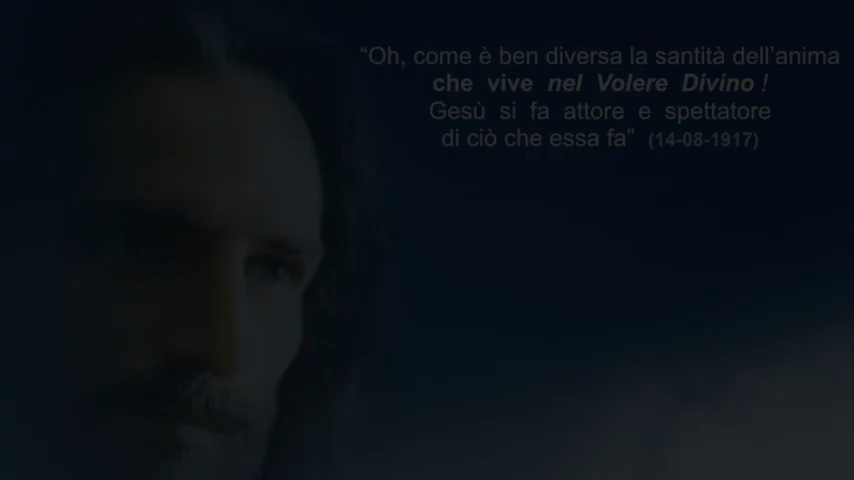 “Oh, come è ben diversa la santità dell’anima
che vive nel Volere Divino !
Gesù si fa attore e spettatore
di ciò che essa fa” (14-08-1917)